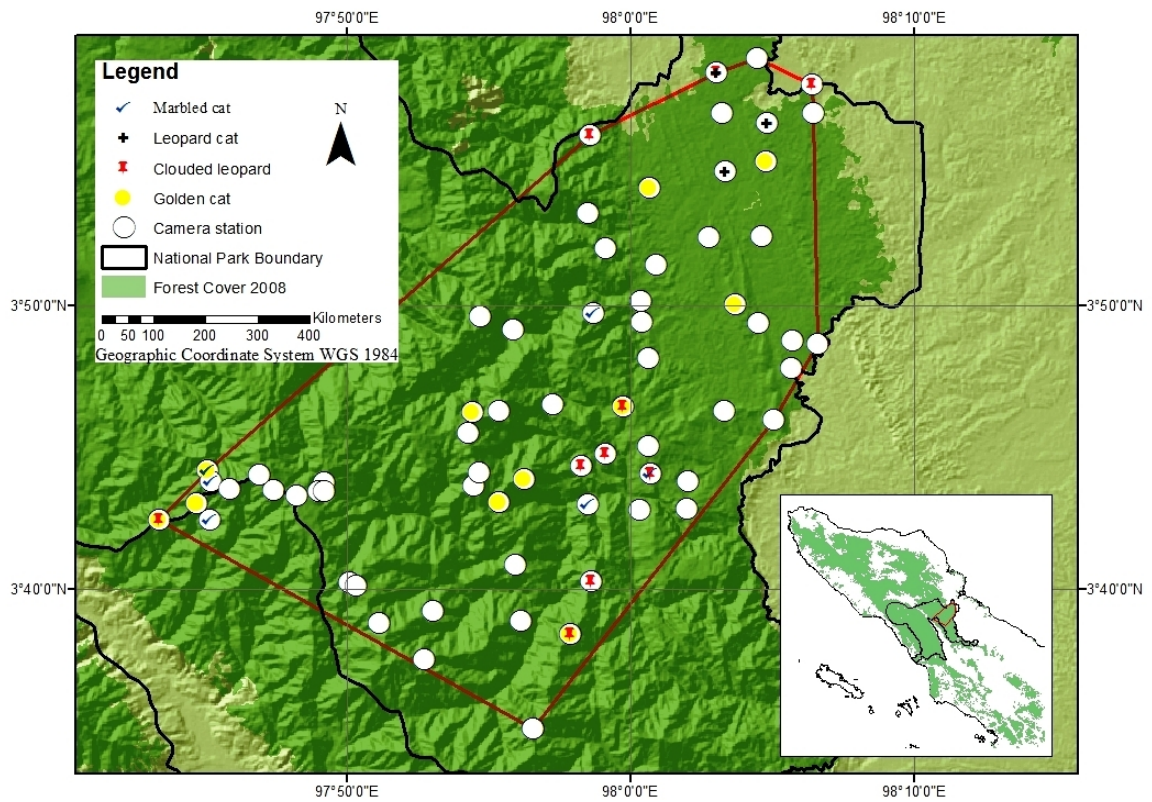 97°50'0"E 98°0'0"E 98°10'0"E
Legend
Marbled cat
Leopard cat
Clouded leopard
Golden cat
Camera station
National Park Boundary
Forest Cover 2008
Kilometers
0 50 100 200 300 400
Geographic Coordinate System WGS 1984
N
3°50'0"N 3°50'0"N
3°40'0"N 3°40'0"N
97°50'0"E 98°0'0"E 98°10'0"E